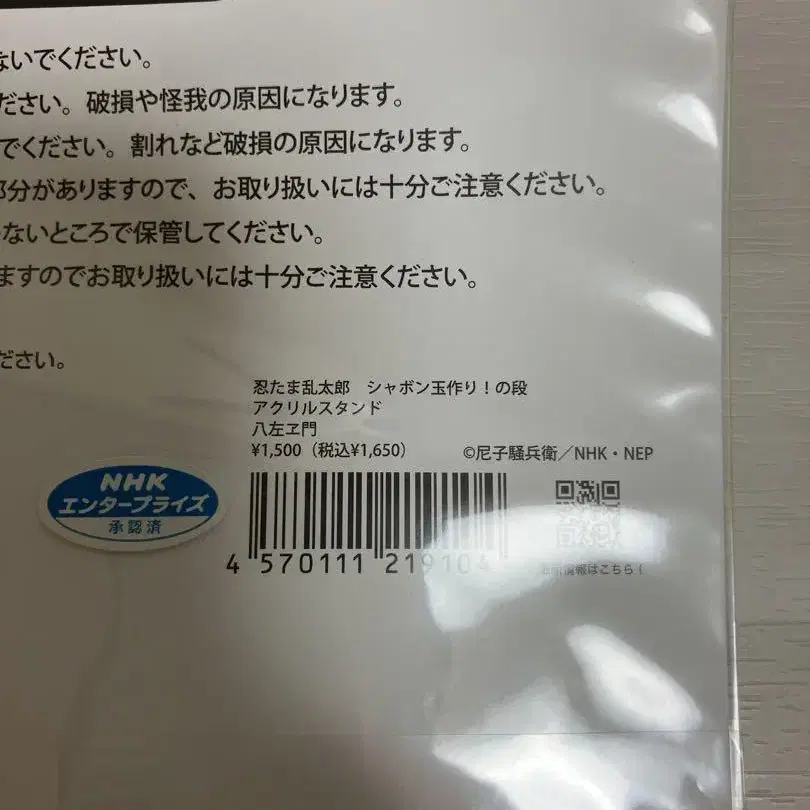 ないでください。
ださい。破損や怪我の原因になります。
でください。割れなど破損の原因になります。
部分がありますので、お取り扱いには十分ご注意ください。
ないところで保管してください。
ますのでお取り扱いには十分ご注意ください。
ださい。
忍たま乱太郎　シャボン玉作り！の段
アクリルスタンド
八左ヱ門
¥1,500（税込¥1,650）
©尼子騒兵衛／NHK・NEP
NHK
エンタープライズ
承認済
4 570111 219104
情報はこちら！